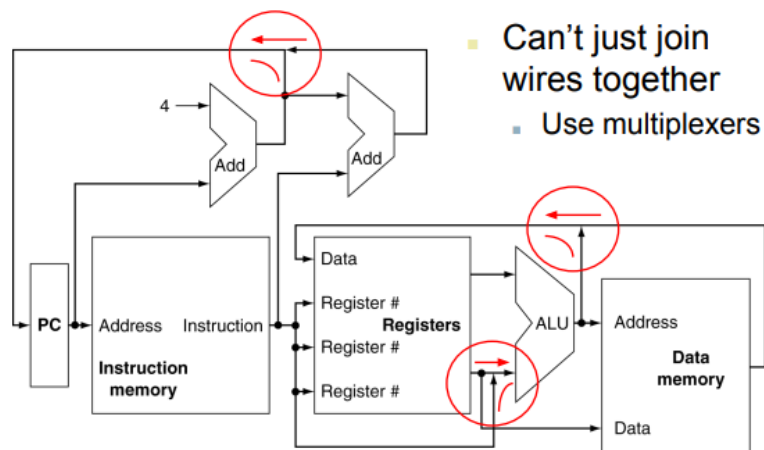 Can't just join
wires together
Use multiplexers
4
Add
Add
Data
PC
Address
Instruction
Register #
Registers
ALU
Address
Instruction
memory
Register #
Data
memory
Register #
Data